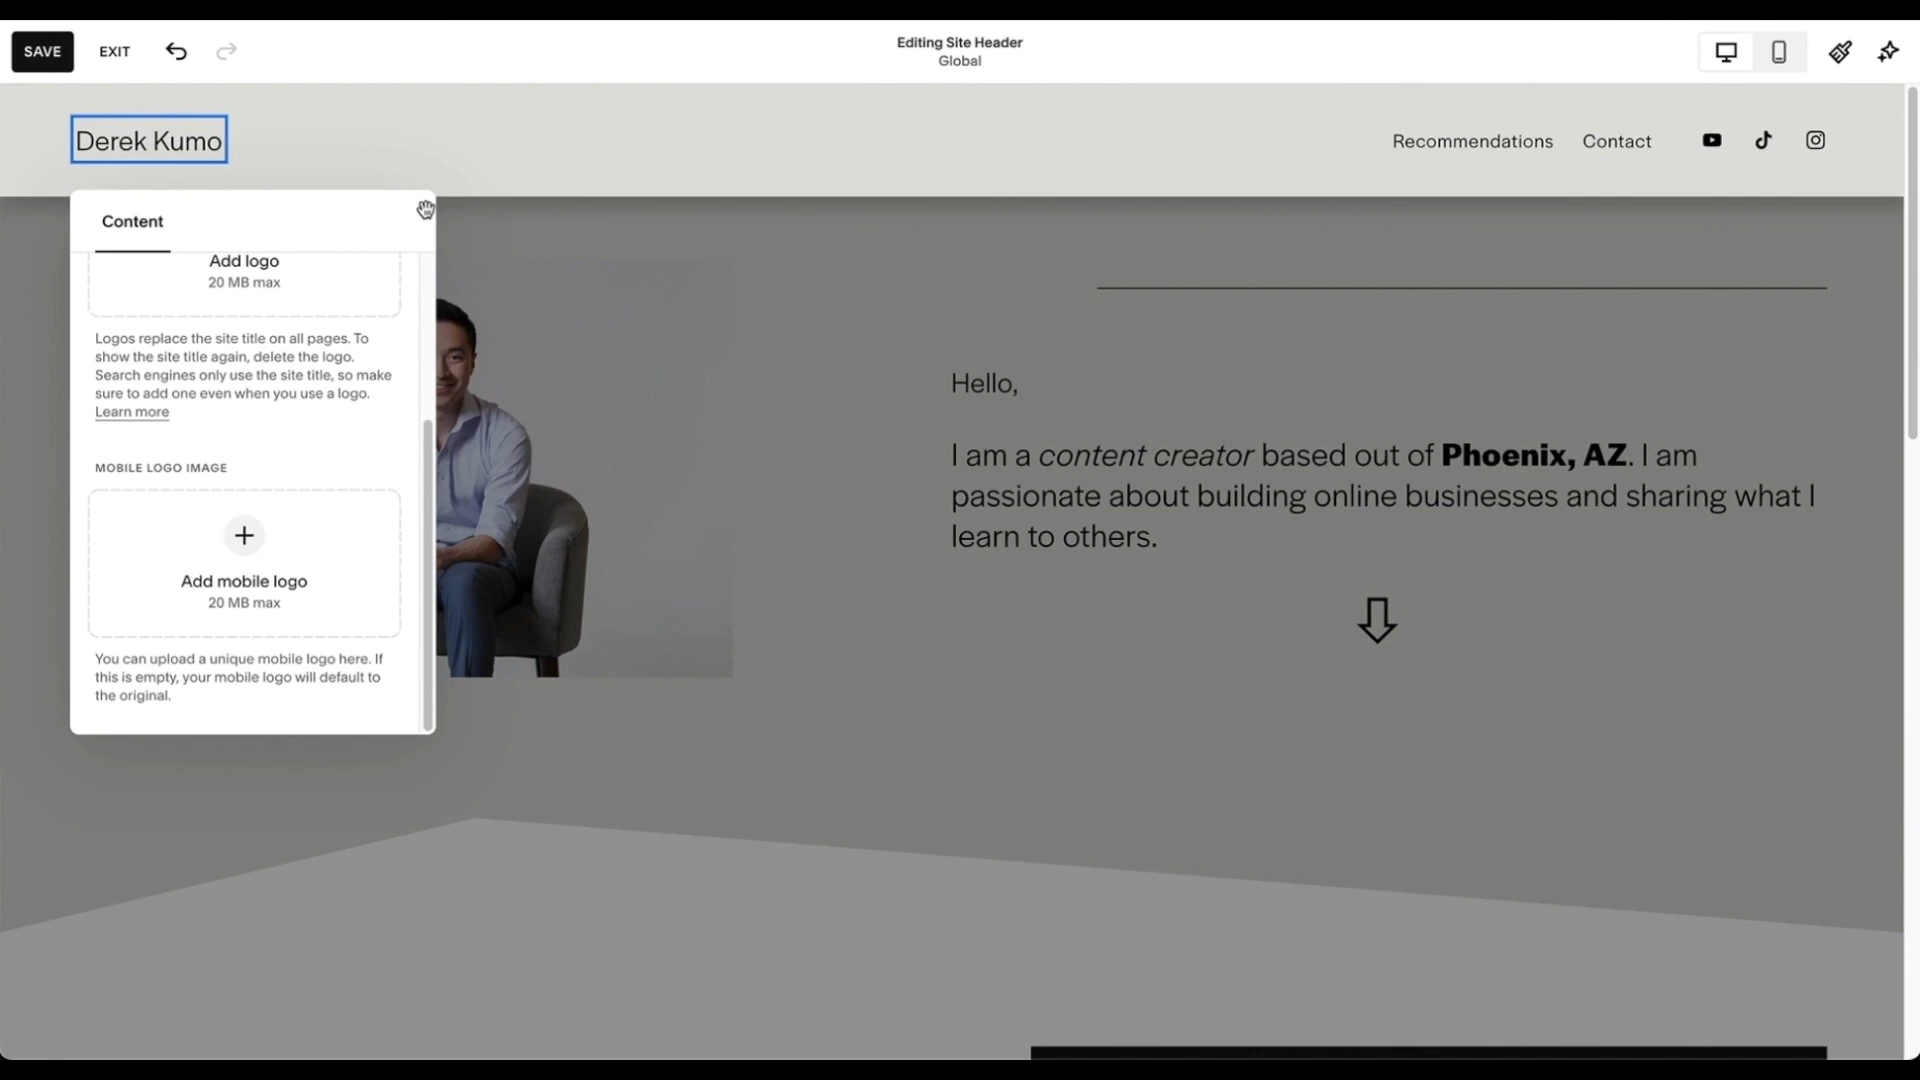 SAVE
EXIT
Editing Site Header
Global
Derek Kumo
Recommendations
Contact
Content
Add logo
20 MB max
Logos replace the site title on all pages. To
show the site title again, delete the logo.
Search engines only use the site title, so make
sure to add one even when you use a logo.
Learn more
MOBILE LOGO IMAGE
Add mobile logo
20 MB max
You can upload a unique mobile logo here. If
this is empty, your mobile logo will default to
the original.
Hello,
I am a content creator based out of Phoenix, AZ. I am
passionate about building online businesses and sharing what I
learn to others.